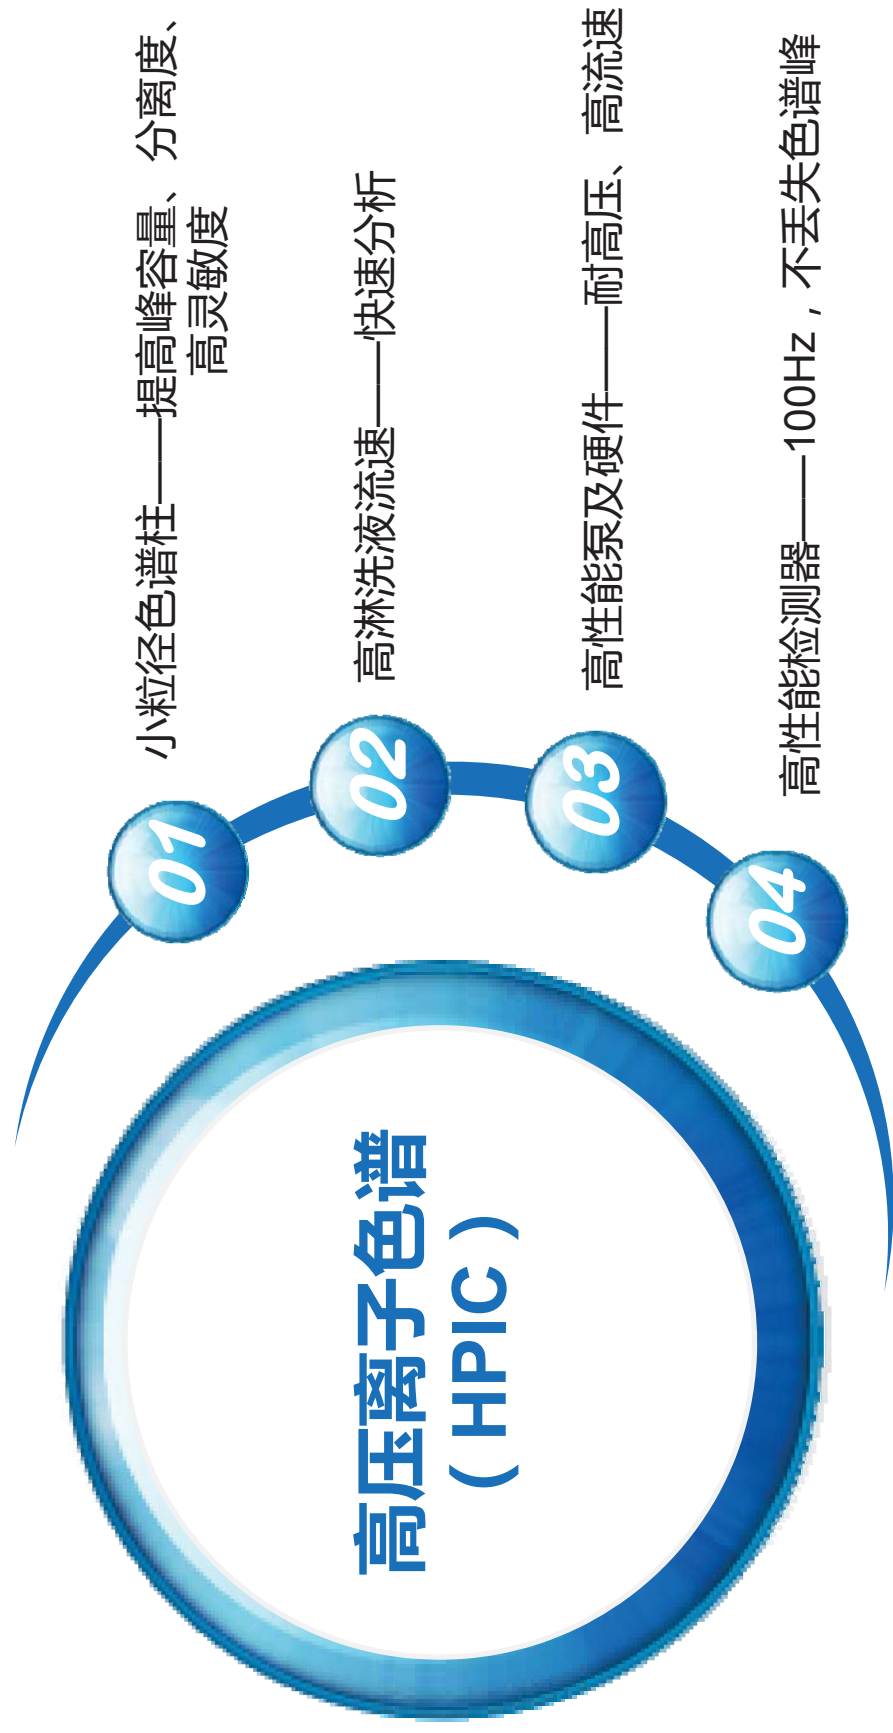 高压离子色谱
（HPIC）
01
小粒径色谱柱——提高峰容量、分离度、
高灵敏度
02
高淋洗液流速——快速分析
03
高性能泵及硬件——耐高压、高流速
04
高性能检测器——100Hz，不丢失色谱峰